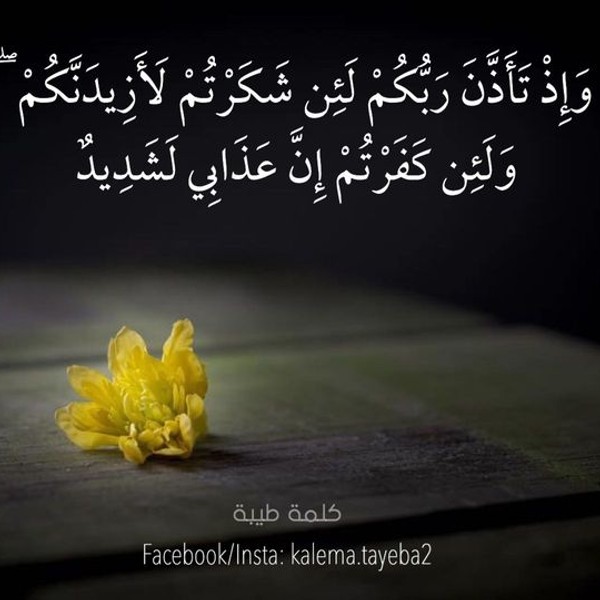 وَإِذْ تَأَذَّنَ رَبُّكُمْ لَئِن شَكَرْتُمْ لَأَزِيدَنَّكُمْ ۖ
وَلَئِن كَفَرْتُمْ إِنَّ عَذَابِي لَشَدِيدٌ
كلمة طيبة
Facebook/Insta: kalema.tayeba2